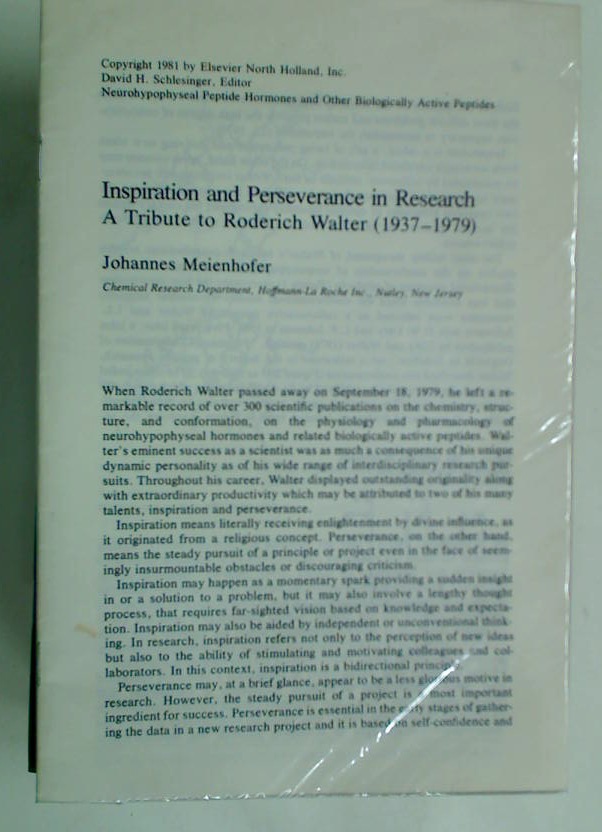 Copyright 1981 by Elsevier North Holland, Inc.
David H. Schlesinger, Editor
Neurohypophyseal Peptide Hormones and Other Biologically Active Peptides
Inspiration and Perseverance in Research
A Tribute to Roderich Walter (1937–1979)
Johannes Meienhofer
Chemical Research Department, Hoffmann-La Roche Inc., Nutley, New Jersey
When Roderich Walter passed away on September 18, 1979, he left a re-
markable record of over 300 scientific publications on the chemistry, struc-
ture, and conformation, on the physiology and pharmacology of
neurohypophyseal hormones and related biologically active peptides. Wal-
ter's eminent success as a scientist was as much a consequence of his unique
dynamic personality as of his wide range of interdisciplinary research pur-
suits. Throughout his career, Walter displayed outstanding originality along
with extraordinary productivity which may be attributed to two of his many
talents, inspiration and perseverance.
Inspiration means literally receiving enlightenment by divine influence, as
it originated from a religious concept. Perseverance, on the other hand,
means the steady pursuit of a principle or project even in the face of seem-
ingly insurmountable obstacles or discouraging criticism.
Inspiration may happen as a momentary spark providing a sudden insight
in or a solution to a problem, but it may also involve a lengthy thought
process, that requires far-sighted vision based on knowledge and expecta-
tion. Inspiration may also be aided by independent or unconventional think-
ing. In research, inspiration refers not only to the perception of new ideas
but also to the ability of stimulating and motivating colleagues and col-
laborators. In this context, inspiration is a bidirectional principle.
Perseverance may, at a brief glance, appear to be a less glorious motive in
research. However, the steady pursuit of a project is a most important
ingredient for success. Perseverance is essential in the early stages of gather-
ing the data in a new research project and it is based on self-confidence and